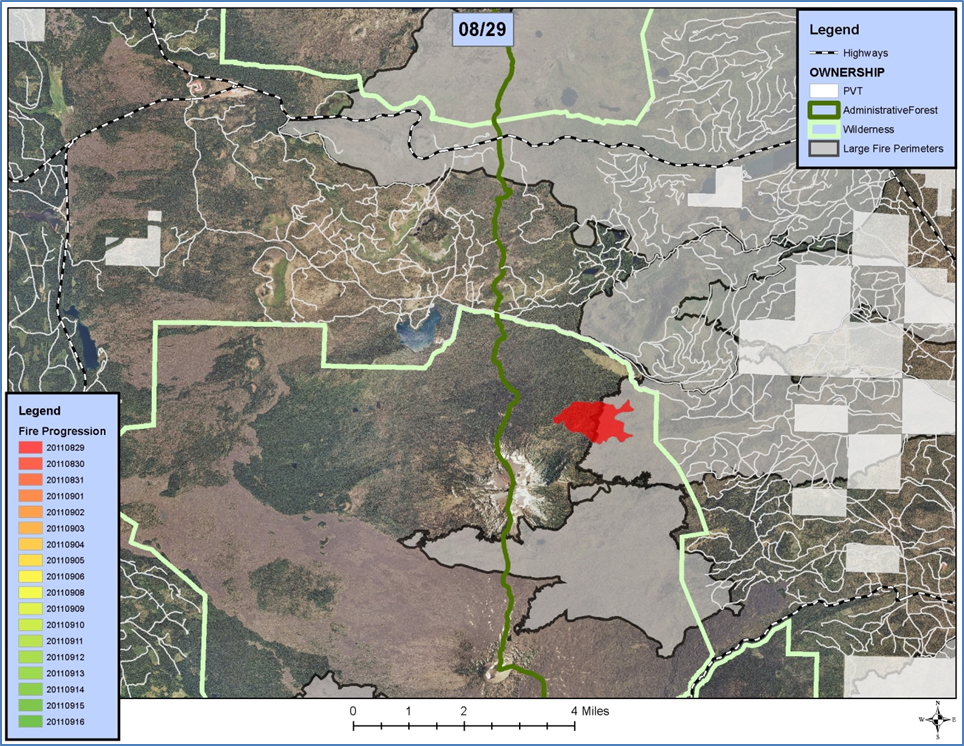 08/29
Legend
Highways
OWNERSHIP
PVT
AdministrativeForest
Wilderness
Large Fire Perimeters
Legend
Fire Progression
20110829
20110830
20110831
20110901
20110902
20110903
20110904
20110905
20110906
20110908
20110909
20110910
20110911
20110912
20110913
20110914
20110915
20110916
0 1 2 4 Miles
N
W E
S